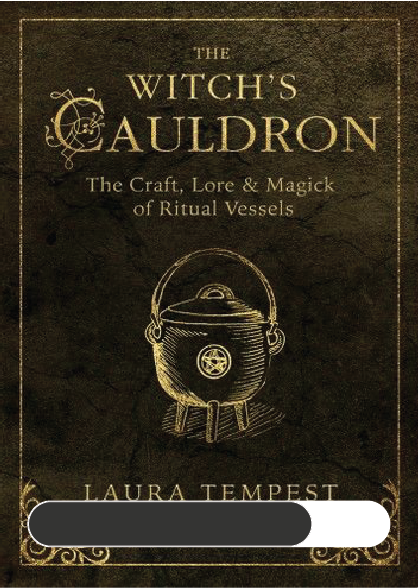 THE
WITCH'S
CAULDRON
The Craft, Lore & Magick
of Ritual Vessels
LAURA TEMPEST